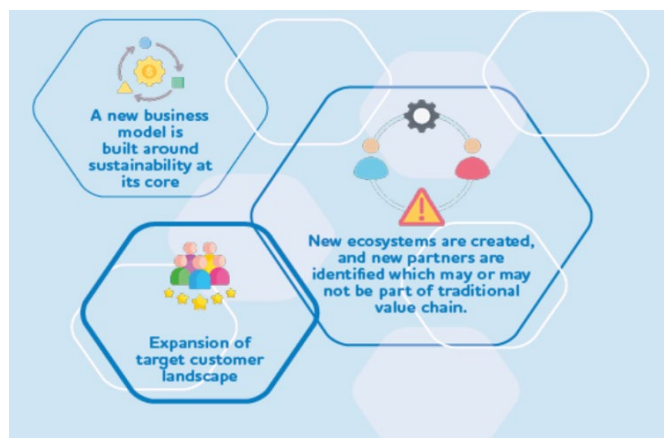 A new business
model is
built around
sustainability at
its core
New ecosystems are created,
and new partners are
identified which may or may
not be part of traditional
value chain.
Expansion of
target customer
landscape